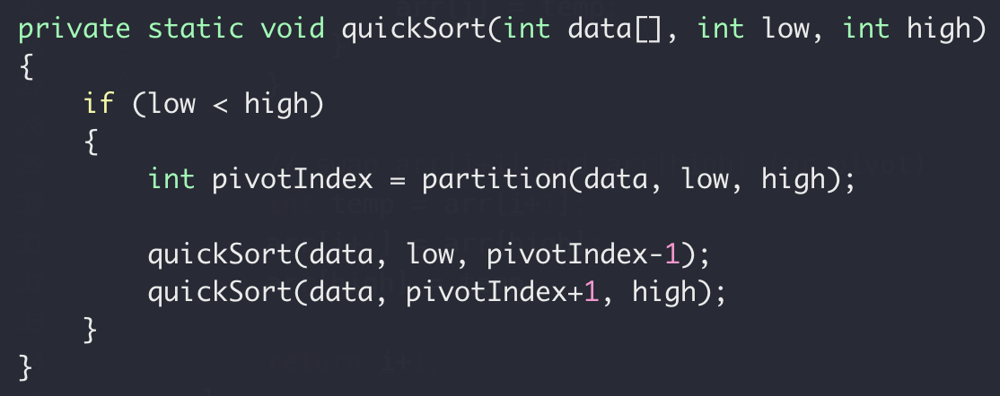 private static void quickSort(int data[], int low, int high)
{
    if (low < high)
    {
        int pivotIndex = partition(data, low, high);

        quickSort(data, low, pivotIndex-1);
        quickSort(data, pivotIndex+1, high);
    }
}